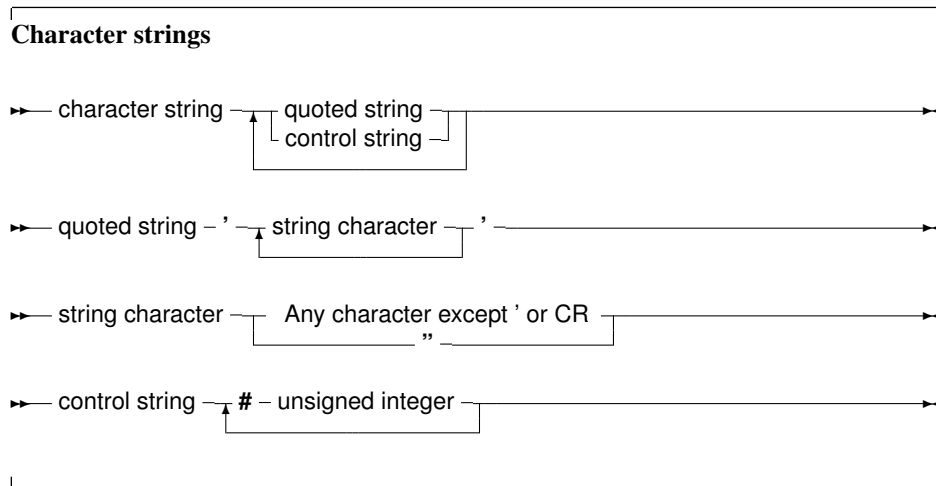 Character strings
character string quoted string
control string
quoted string ' string character '
string character Any character except ' or CR
''
control string # unsigned integer